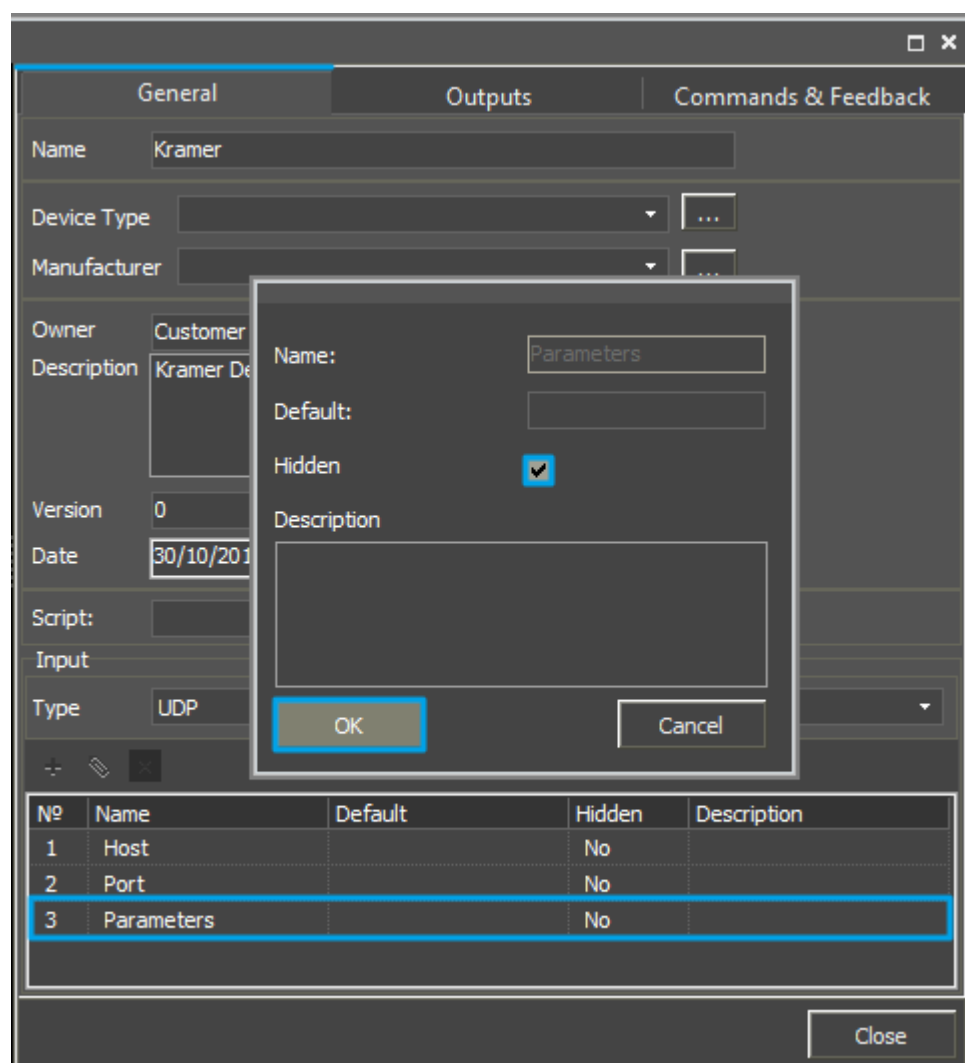 General Outputs Commands & Feedback
Name Kramer
Device Type ...
Manufacturer ...
Owner Customer
Description Kramer De
Version 0
Date 30/10/201
Script:
Name: Parameters
Default:
Hidden
Description
OK Cancel
Input
Type UDP
Nº Name Default Hidden Description
1 Host No
2 Port No
3 Parameters No
Close